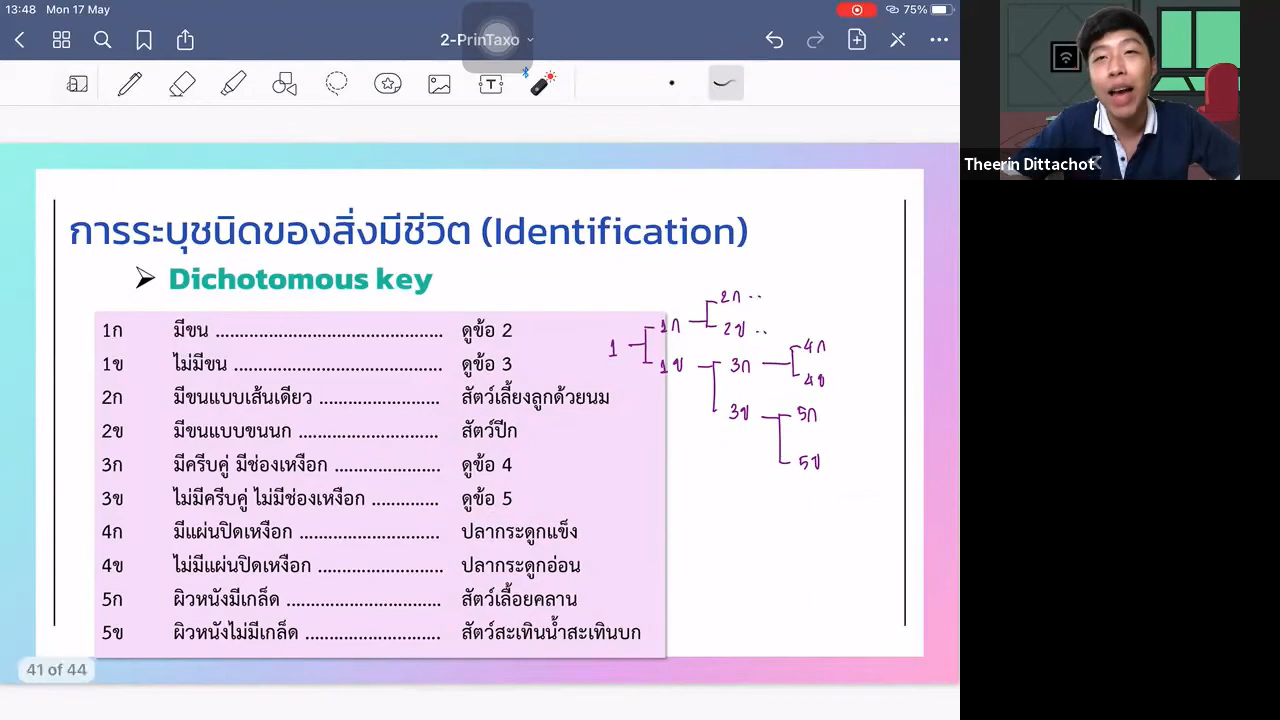 13:48 Mon 17 May
75%
2-PrinTaxo
Theerin Dittachot
การระบุชนิดของสิ่งมีชีวิต (Identification)
➢ Dichotomous key
1ก มีขน ........................................... ดูข้อ 2
1ข ไม่มีขน ....................................... ดูข้อ 3
2ก มีขนแบบเส้นเดียว ....................... สัตว์เลี้ยงลูกด้วยนม
2ข มีขนแบบขนนก ........................... สัตว์ปีก
3ก มีครีบคู่ มีช่องเหงือก .................... ดูข้อ 4
3ข ไม่มีครีบคู่ ไม่มีช่องเหงือก ............. ดูข้อ 5
4ก มีแผ่นปิดเหงือก ........................... ปลากระดูกแข็ง
4ข ไม่มีแผ่นปิดเหงือก ....................... ปลากระดูกอ่อน
5ก ผิวหนังมีเกล็ด ............................. สัตว์เลื้อยคลาน
5ข ผิวหนังไม่มีเกล็ด ......................... สัตว์สะเทินน้ำสะเทินบก
1
1ก
1ข
2ก ..
2ข ..
3ก
3ข
4ก
4ข
5ก
5ข
41 of 44